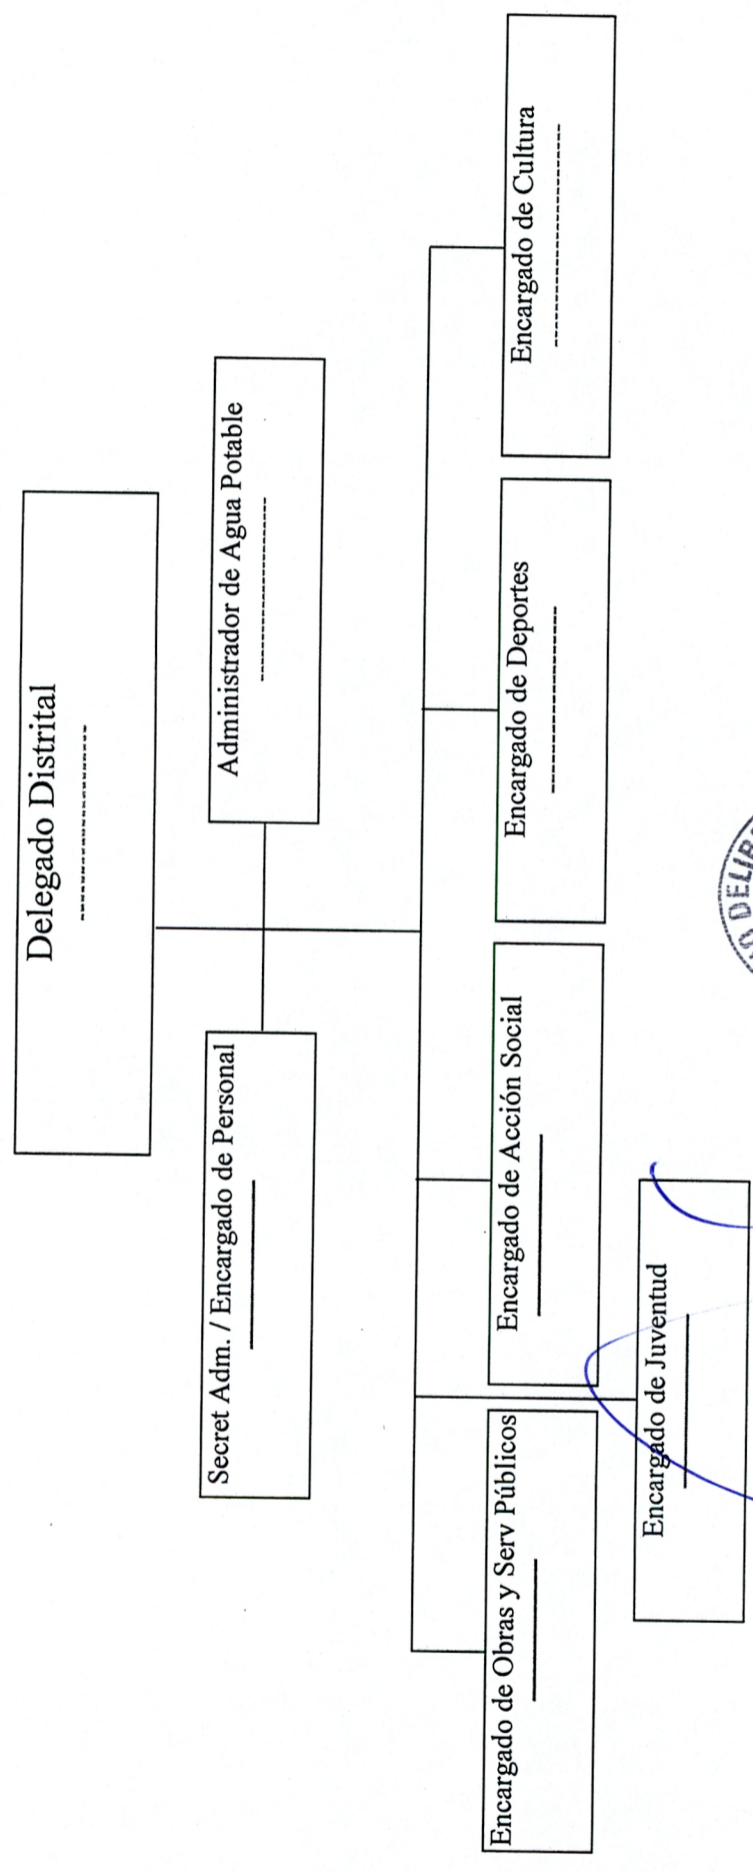 Delegado Distrital
Secret Adm. / Encargado de Personal
Administrador de Agua Potable
Encargado de Obras y Serv Públicos
Encargado de Acción Social
Encargado de Deportes
Encargado de Cultura
Encargado de Juventud